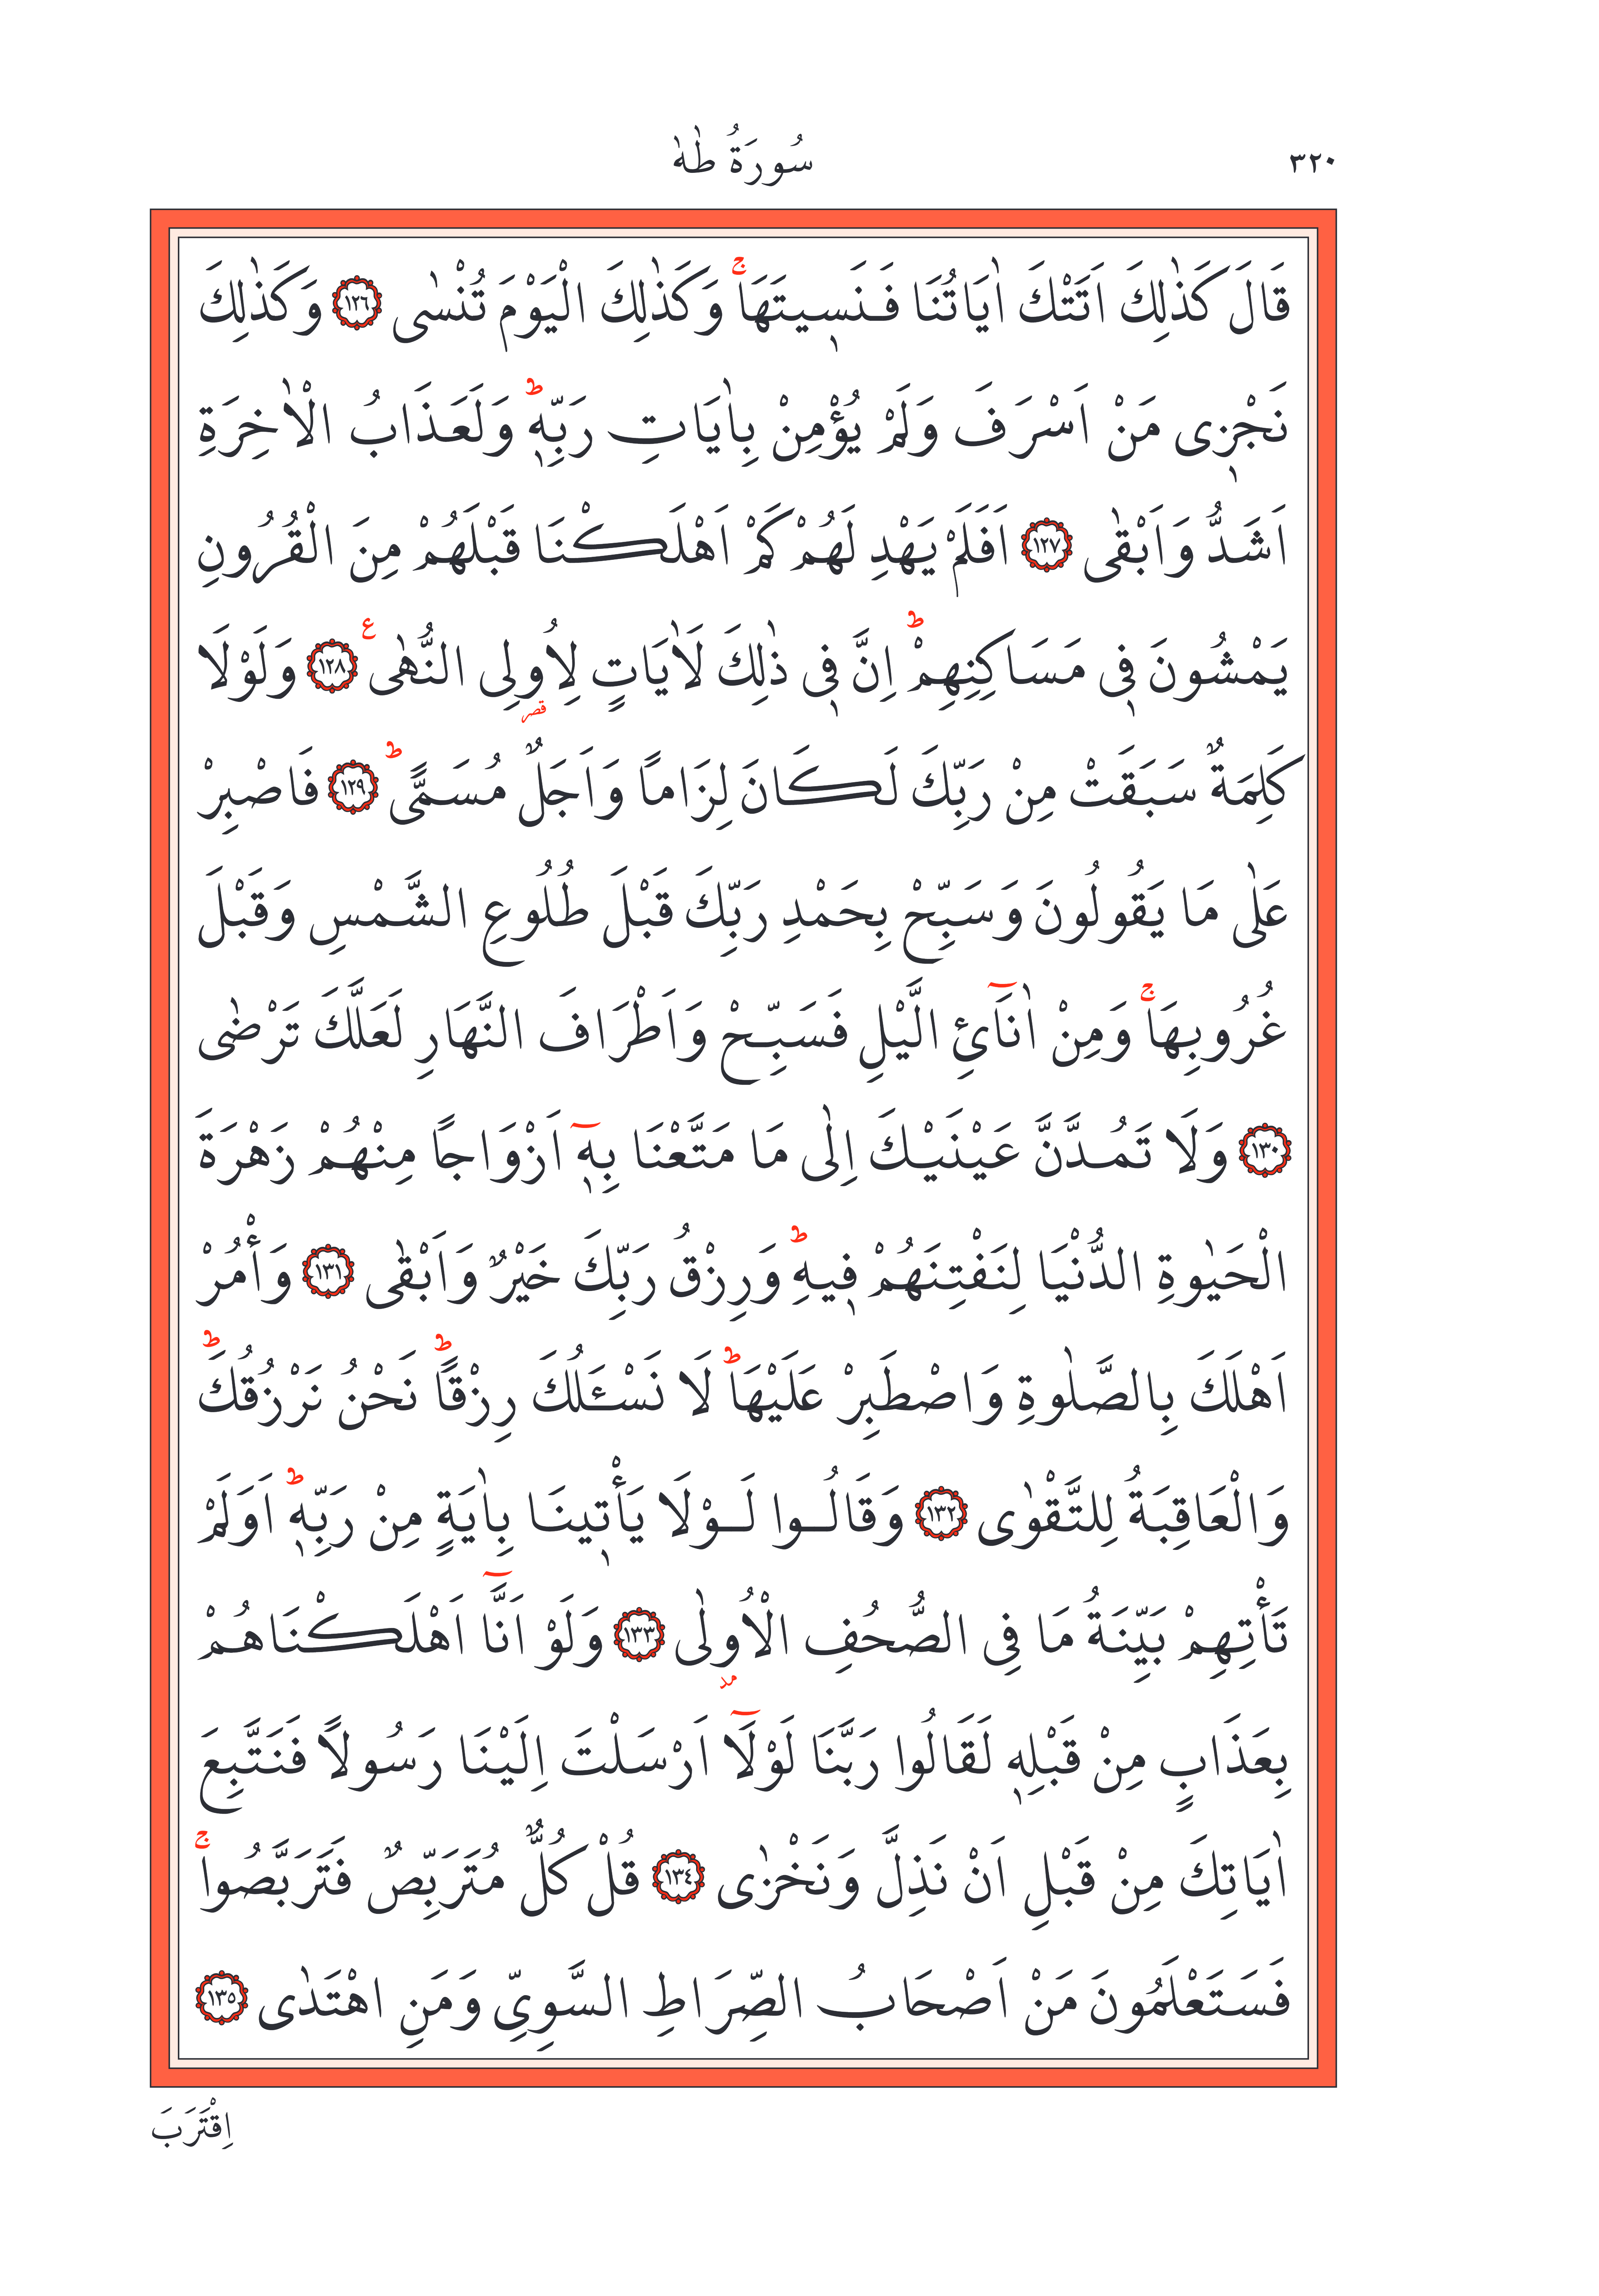 ٣٢٠
سُورَةُ طٰهٰ
قَالَ كَذٰلِكَ اَتَتْكَ اٰيَاتُنَا فَنَسٖيتَهَاۚ وَكَذٰلِكَ الْيَوْمَ تُنْسٰى ﴿١٢٦﴾ وَكَذٰلِكَ
نَجْزٖى مَنْ اَسْرَفَ وَلَمْ يُؤْمِنْ بِاٰيَاتِ رَبِّهٖؕ وَلَعَذَابُ الْاٰخِرَةِ
اَشَدُّ وَاَبْقٰى ﴿١٢٧﴾ اَفَلَمْ يَهْدِ لَهُمْ كَمْ اَهْلَكْنَا قَبْلَهُمْ مِنَ الْقُرُونِ
يَمْشُونَ فٖى مَسَاكِنِهِمْؕ اِنَّ فٖى ذٰلِكَ لَاٰيَاتٍ لِاُولِى النُّهٰى ع ﴿١٢٨﴾ وَلَوْلَا
قصر
كَلِمَةٌ سَبَقَتْ مِنْ رَبِّكَ لَكَانَ لِزَامًا وَاَجَلٌ مُسَمًّىؕ ﴿١٢٩﴾ فَاصْبِرْ
عَلٰى مَا يَقُولُونَ وَسَبِّحْ بِحَمْدِ رَبِّكَ قَبْلَ طُلُوعِ الشَّمْسِ وَقَبْلَ
غُرُوبِهَاۚ وَمِنْ اٰنَآئِ الَّيْلِ فَسَبِّحْ وَاَطْرَافَ النَّهَارِ لَعَلَّكَ تَرْضٰى
﴿١٣٠﴾ وَلَا تَمُدَّنَّ عَيْنَيْكَ اِلٰى مَا مَتَّعْنَا بِهٖٓ اَزْوَاجًا مِنْهُمْ زَهْرَةَ
الْحَيٰوةِ الدُّنْيَا لِنَفْتِنَهُمْ فٖيهِؕ وَرِزْقُ رَبِّكَ خَيْرٌ وَاَبْقٰى ﴿١٣١﴾ وَأْمُرْ
اَهْلَكَ بِالصَّلٰوةِ وَاصْطَبِرْ عَلَيْهَاؕ لَا نَسْـَٔلُكَ رِزْقًاؕ نَحْنُ نَرْزُقُكَؕ
وَالْعَاقِبَةُ لِلتَّقْوٰى ﴿١٣٢﴾ وَقَالُوا لَوْلَا يَأْتٖينَا بِاٰيَةٍ مِنْ رَبِّهٖؕ اَوَلَمْ
تَأْتِهِمْ بَيِّنَةُ مَا فِى الصُّحُفِ الْاُولٰى ﴿١٣٣﴾ وَلَوْ اَنَّٓا اَهْلَكْنَاهُمْ
مد
بِعَذَابٍ مِنْ قَبْلِهٖ لَقَالُوا رَبَّنَا لَوْلَٓا اَرْسَلْتَ اِلَيْنَا رَسُولًا فَنَتَّبِعَ
اٰيَاتِكَ مِنْ قَبْلِ اَنْ نَذِلَّ وَنَخْزٰى ﴿١٣٤﴾ قُلْ كُلٌّ مُتَرَبِّصٌ فَتَرَبَّصُواۚ
فَسَتَعْلَمُونَ مَنْ اَصْحَابُ الصِّرَاطِ السَّوِىِّ وَمَنِ اهْتَدٰى ﴿١٣٥﴾
اِقْتَرَبَ